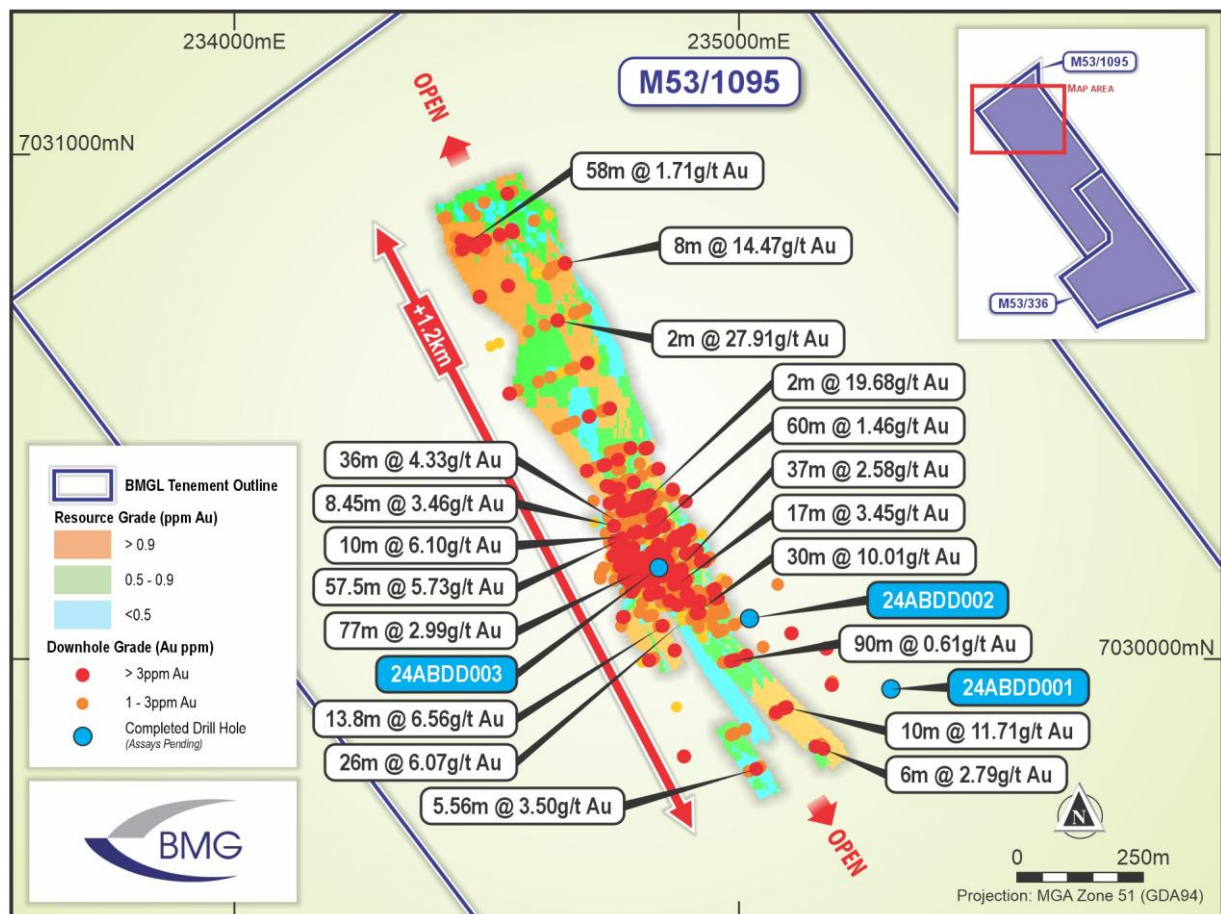 234000mE
235000mE
M53/1095
M53/1095
MAP AREA
M53/336
OPEN
7031000mN
58m @ 1.71g/t Au
8m @ 14.47g/t Au
+1.2km
2m @ 27.91g/t Au
2m @ 19.68g/t Au
60m @ 1.46g/t Au
37m @ 2.58g/t Au
17m @ 3.45g/t Au
30m @ 10.01g/t Au
24ABDD002
90m @ 0.61g/t Au
7030000mN
24ABDD001
10m @ 11.71g/t Au
6m @ 2.79g/t Au
36m @ 4.33g/t Au
8.45m @ 3.46g/t Au
10m @ 6.10g/t Au
57.5m @ 5.73g/t Au
77m @ 2.99g/t Au
24ABDD003
13.8m @ 6.56g/t Au
26m @ 6.07g/t Au
5.56m @ 3.50g/t Au
OPEN
BMGL Tenement Outline
Resource Grade (ppm Au)
> 0.9
0.5 - 0.9
<0.5
Downhole Grade (Au ppm)
> 3ppm Au
1 - 3ppm Au
Completed Drill Hole
(Assays Pending)
BMG
N
0 250m
Projection: MGA Zone 51 (GDA94)